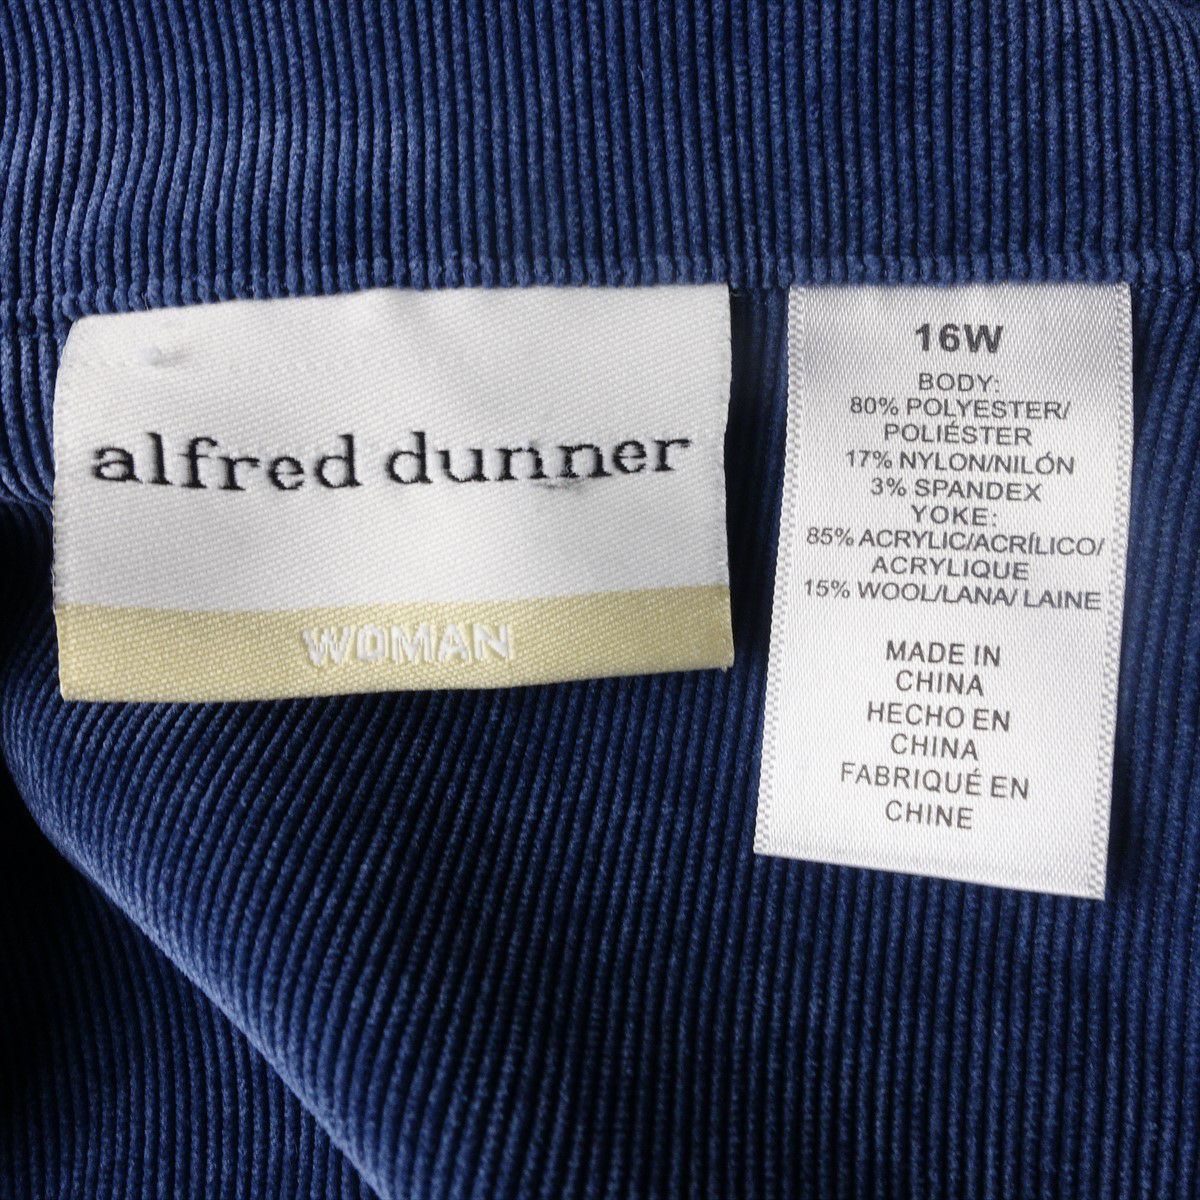 alfred dunner
WOMAN
16W
BODY:
80% POLYESTER/
POLIÉSTER
17% NYLON/NILÓN
3% SPANDEX
YOKE:
85% ACRYLIC/ACRÍLICO/
ACRYLIQUE
15% WOOL/LANA/ LAINE
MADE IN
CHINA
HECHO EN
CHINA
FABRIQUÉ EN
CHINE